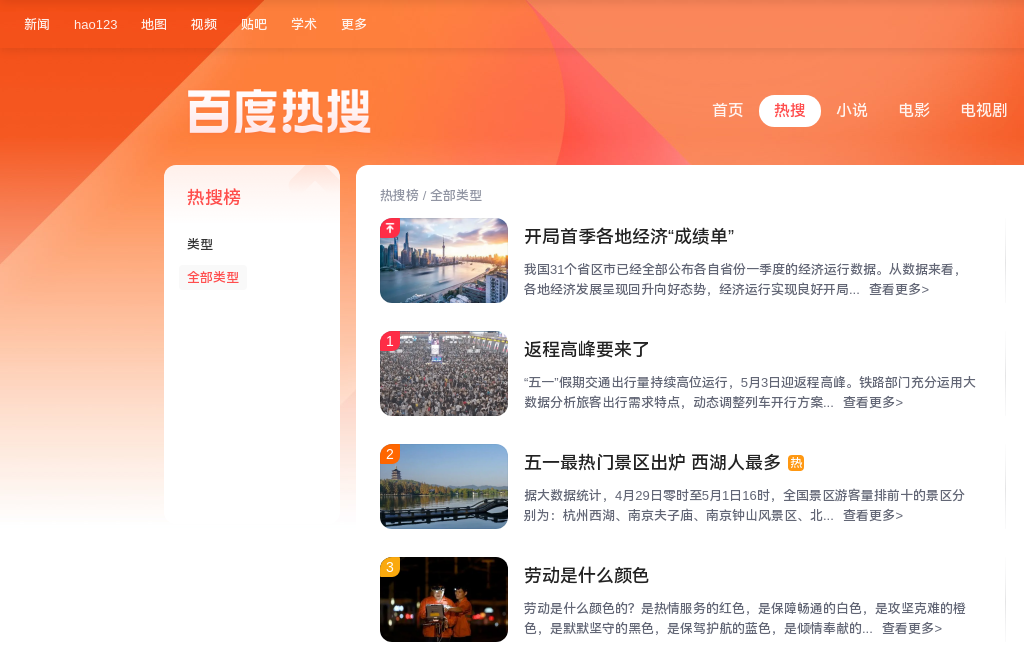 新闻 hao123 地图 视频 贴吧 学术 更多
百度热搜
首页 热搜 小说 电影 电视剧
热搜榜
类型
全部类型
热搜榜 / 全部类型
开局首季各地经济“成绩单”
我国31个省区市已经全部公布各自省份一季度的经济运行数据。从数据来看，
各地经济发展呈现回升向好态势，经济运行实现良好开局... 查看更多>
1
返程高峰要来了
“五一”假期交通出行量持续高位运行，5月3日迎返程高峰。铁路部门充分运用大
数据分析旅客出行需求特点，动态调整列车开行方案... 查看更多>
2
五一最热门景区出炉 西湖人最多 热
据大数据统计，4月29日零时至5月1日16时，全国景区游客量排前十的景区分
别为：杭州西湖、南京夫子庙、南京钟山风景区、北... 查看更多>
3
劳动是什么颜色
劳动是什么颜色的？是热情服务的红色，是保障畅通的白色，是攻坚克难的橙
色，是默默坚守的黑色，是保驾护航的蓝色，是倾情奉献的... 查看更多>